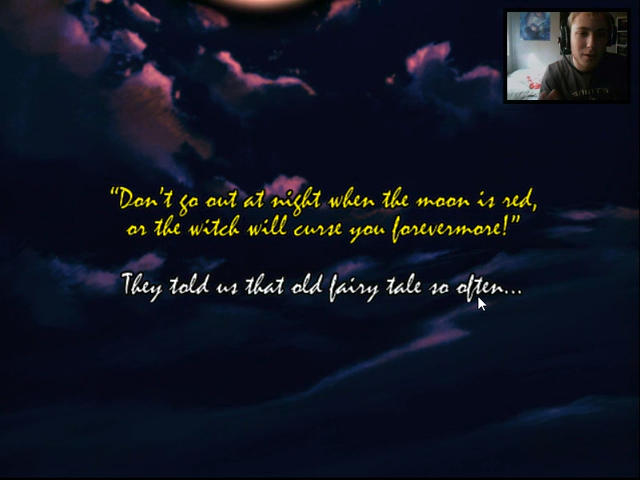 “Don't go out at night when the moon is red,
or the witch will curse you forevermore!”
They told us that old fairy tale so often...